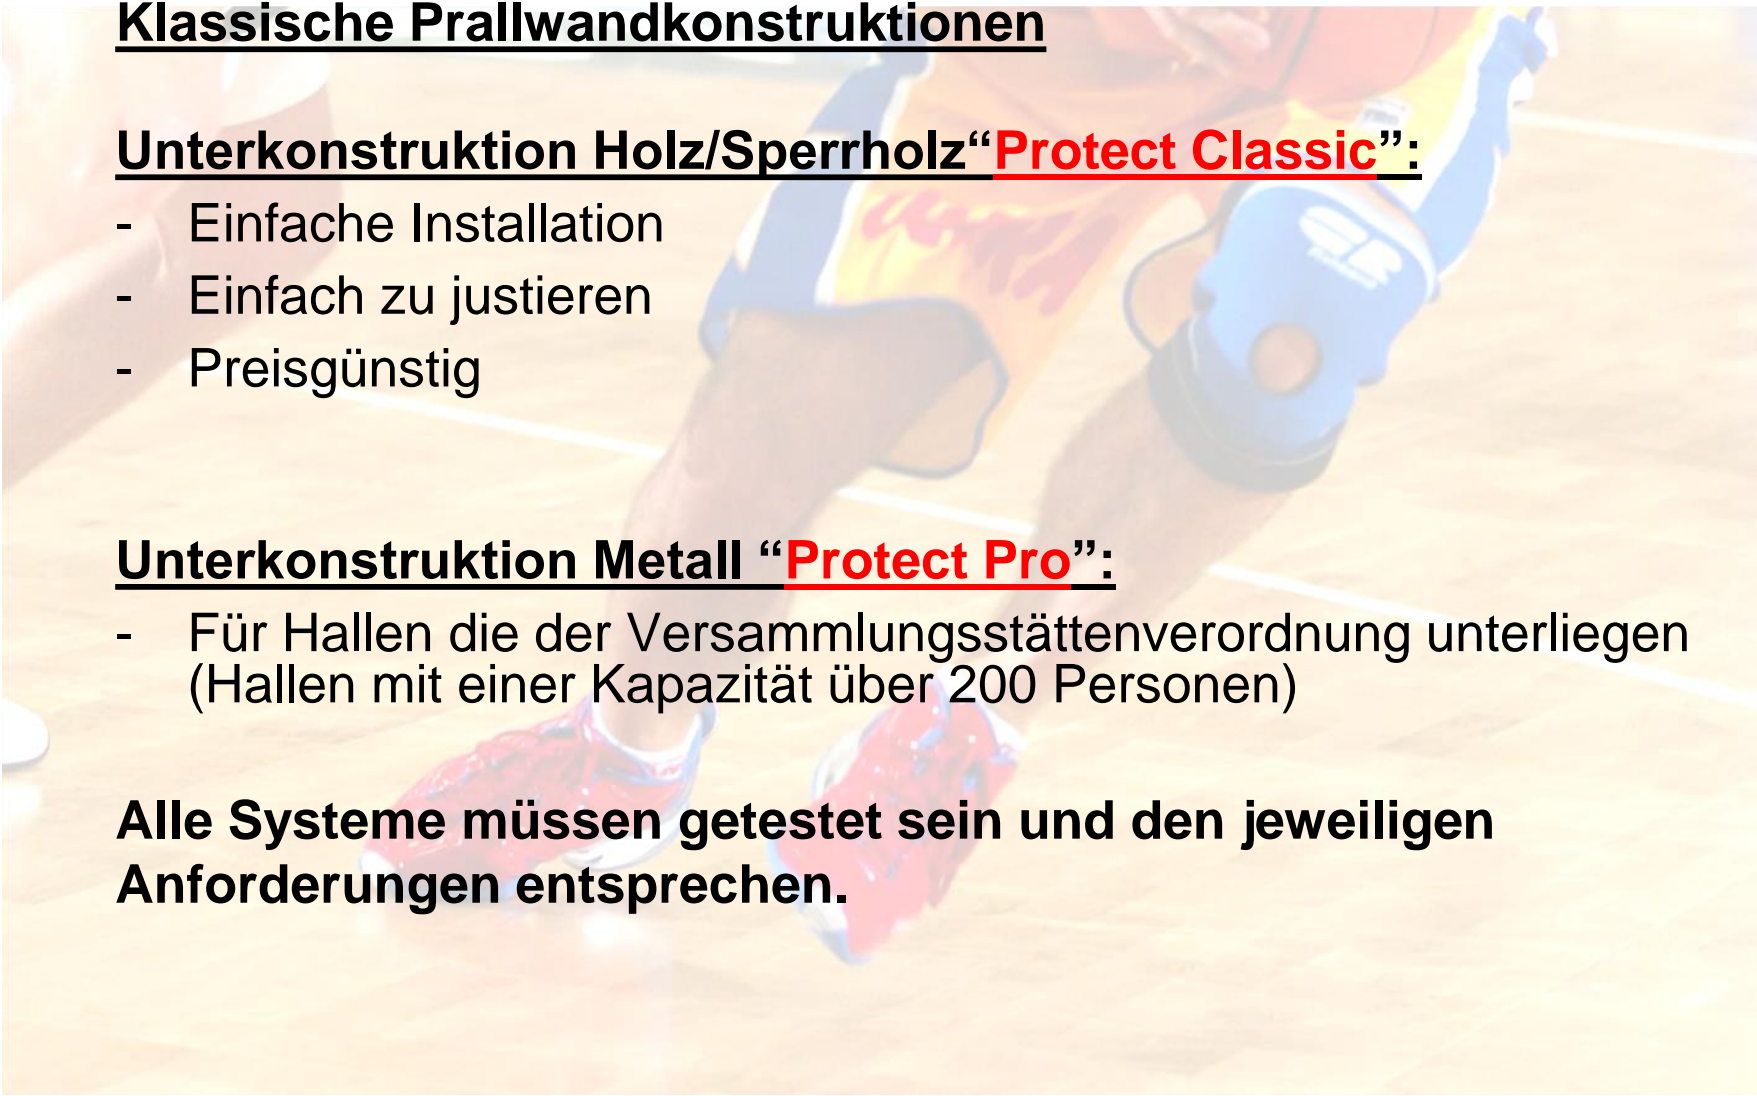 Klassische Prallwandkonstruktionen
Unterkonstruktion Holz/Sperrholz“Protect Classic”:
- Einfache Installation
- Einfach zu justieren
- Preisgünstig
Unterkonstruktion Metall “Protect Pro”:
- Für Hallen die der Versammlungsstättenverordnung unterliegen
(Hallen mit einer Kapazität über 200 Personen)
Alle Systeme müssen getestet sein und den jeweiligen
Anforderungen entsprechen.